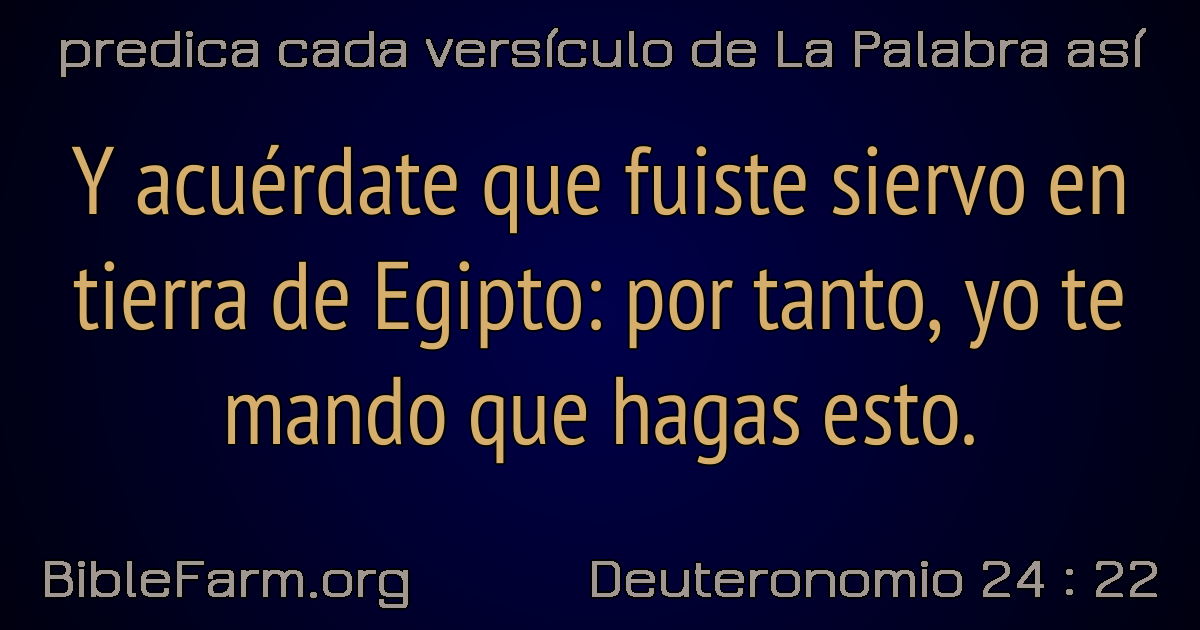 predica cada versículo de La Palabra así
Y acuérdate que fuiste siervo en
tierra de Egipto: por tanto, yo te
mando que hagas esto.
BibleFarm.org
Deuteronomio 24 : 22